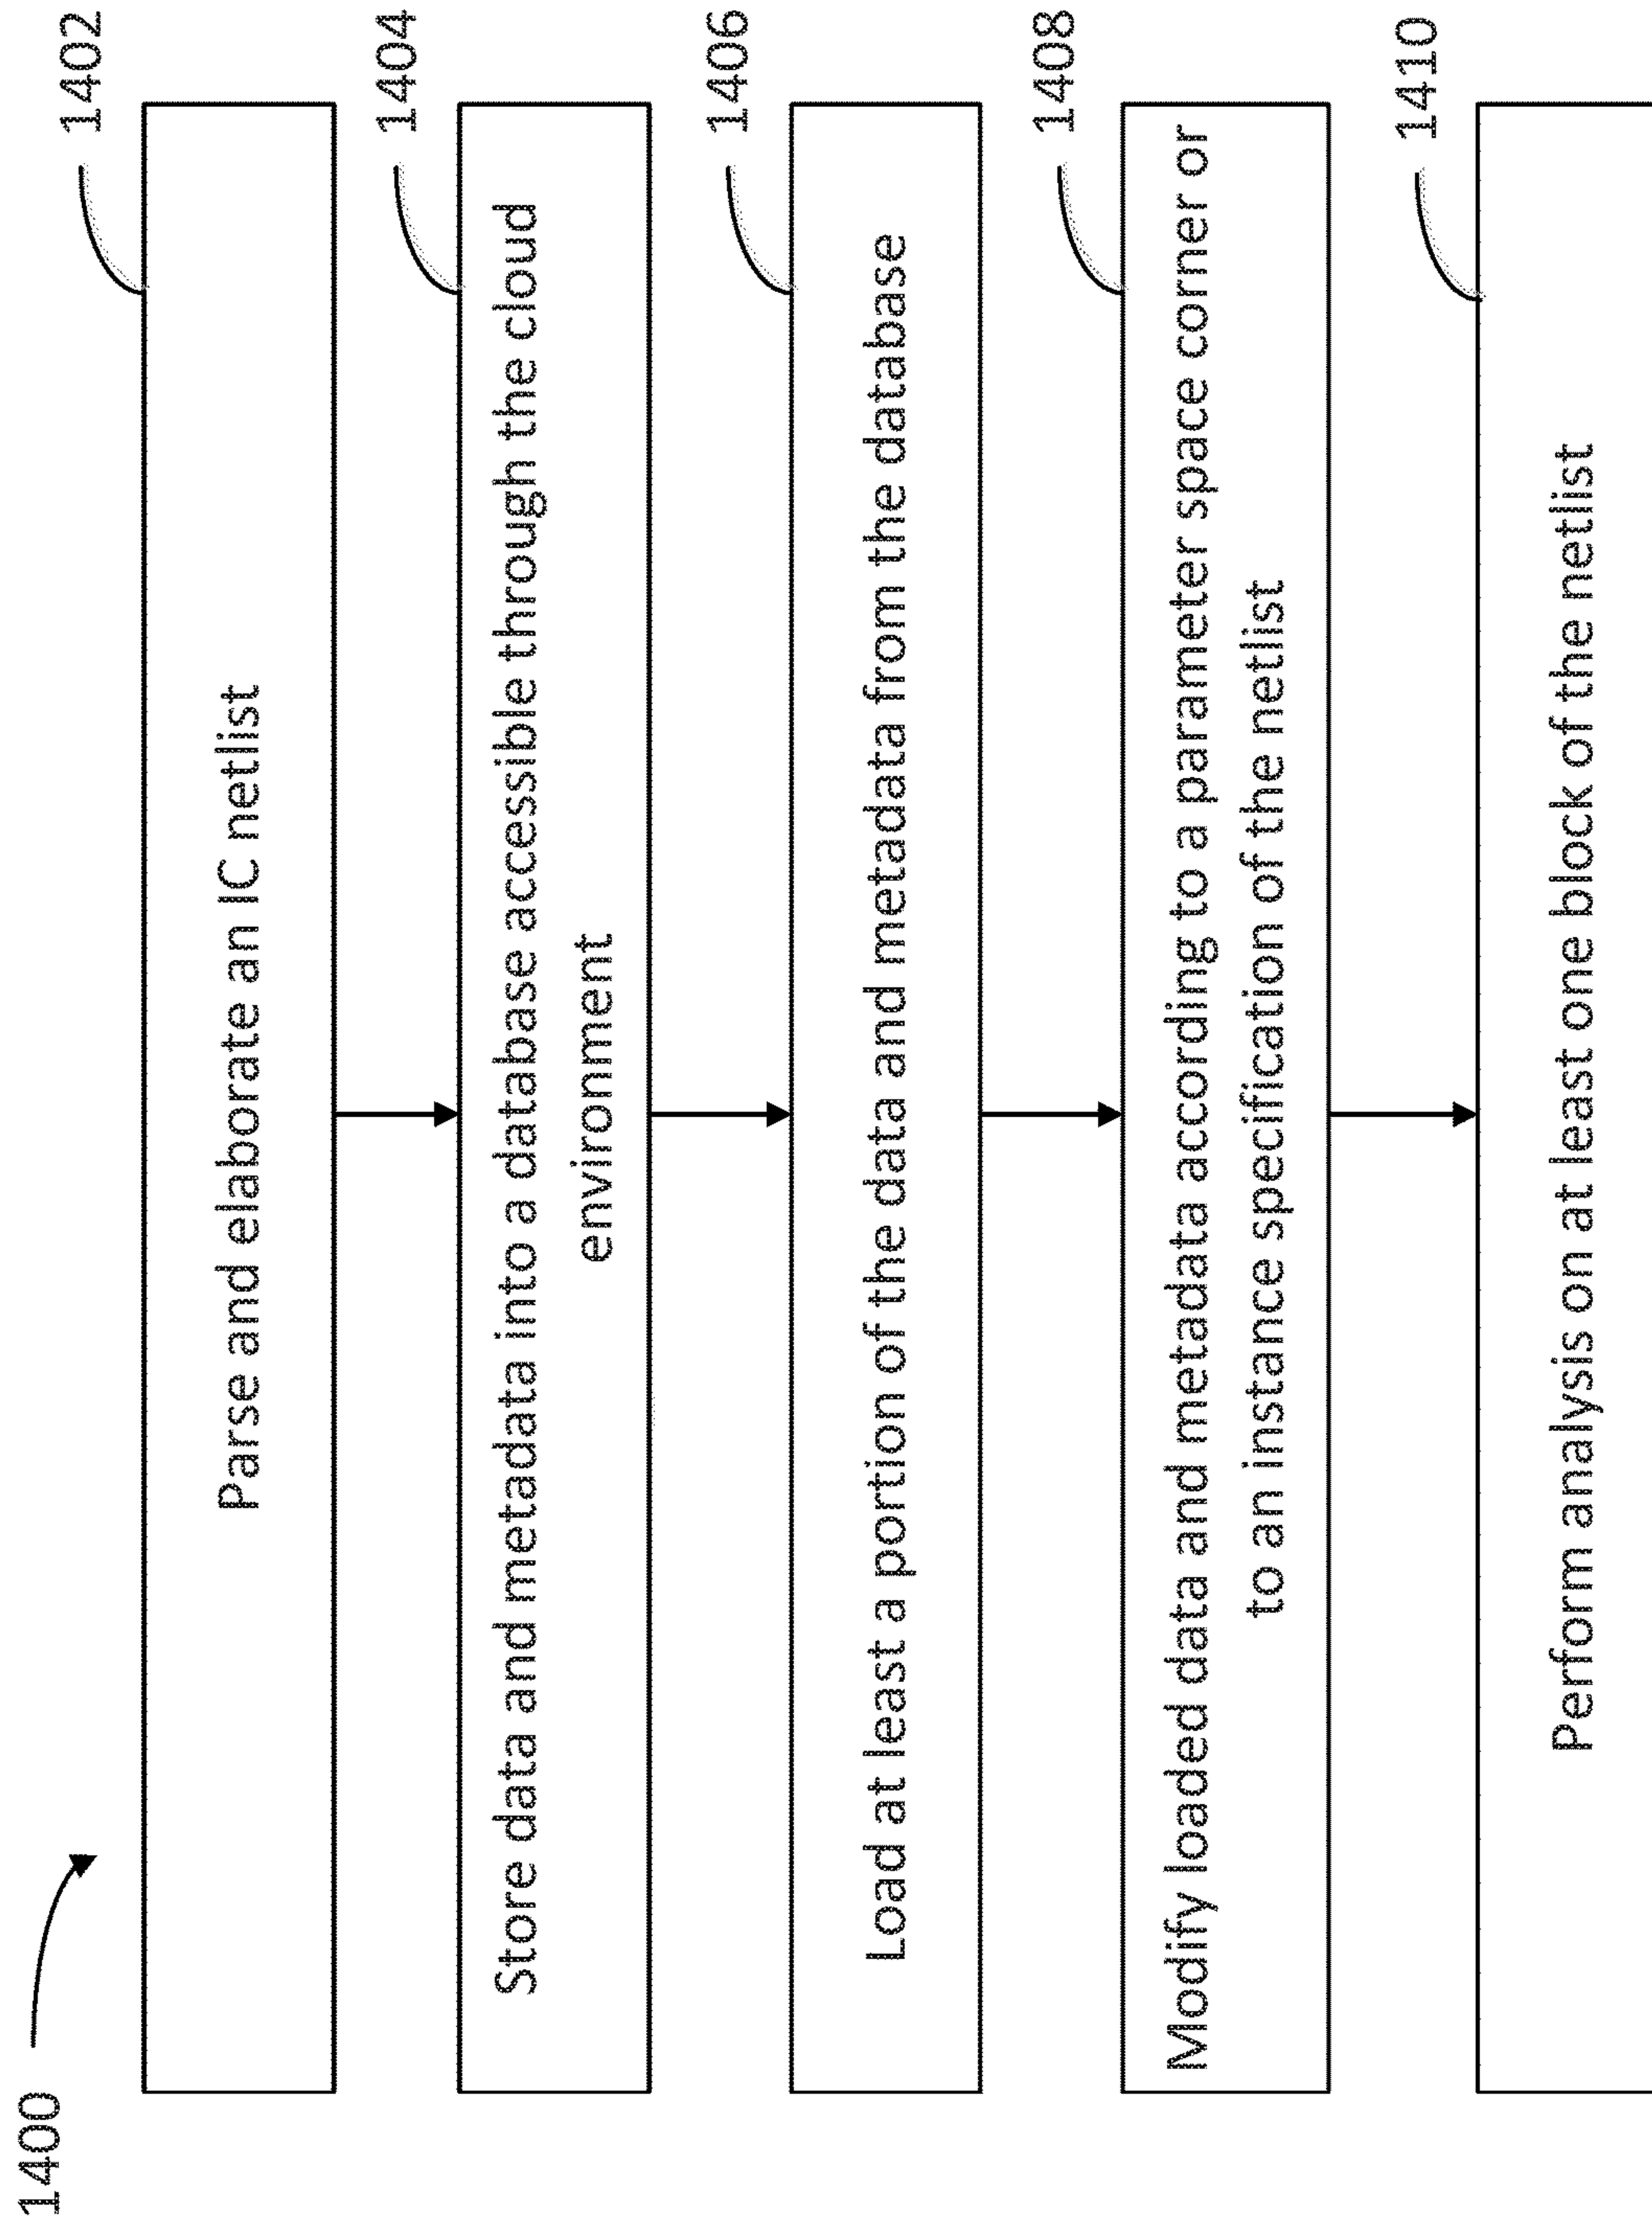 1400
1402
Parse and elaborate an IC netlist
1404
Store data and metadata into a database accessible through the cloud
environment
1406
Load at least a portion of the data and metadata from the database
1408
Modify loaded data and metadata according to a parameter space corner or
to an instance specification of the netlist
1410
Perform analysis on at least one block of the netlist